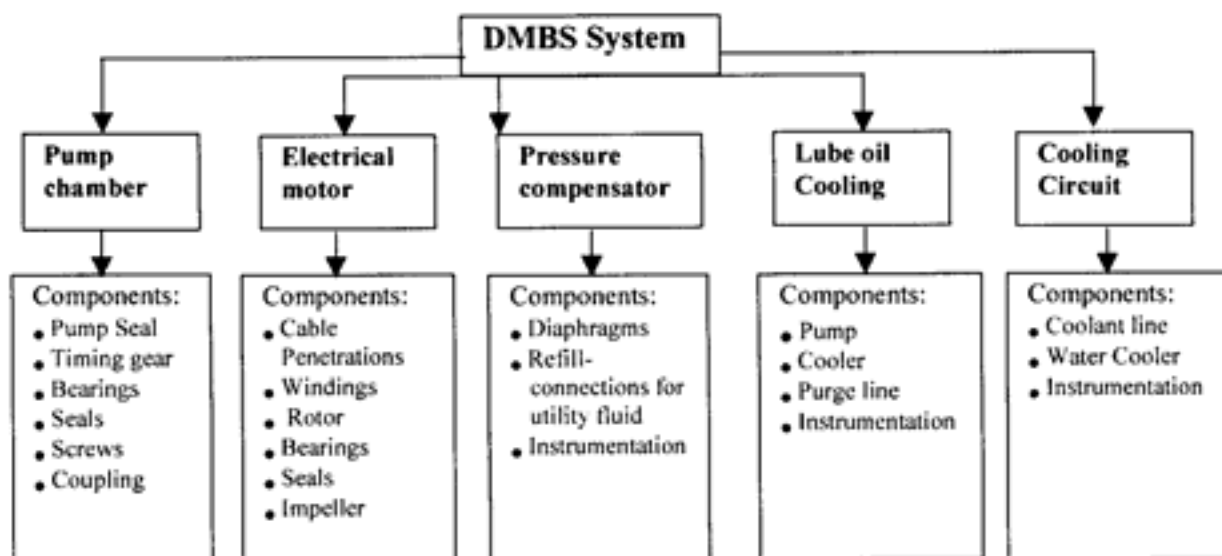 DMBS System
Pump
chamber
Electrical
motor
Pressure
compensator
Lube oil
Cooling
Cooling
Circuit
Components:
• Pump Seal
• Timing gear
• Bearings
• Seals
• Screws
• Coupling
Components:
• Cable
Penetrations
• Windings
• Rotor
• Bearings
• Seals
• Impeller
Components:
• Diaphragms
• Refill-
connections for
utility fluid
• Instrumentation
Components:
• Pump
• Cooler
• Purge line
• Instrumentation
Components:
• Coolant line
• Water Cooler
• Instrumentation